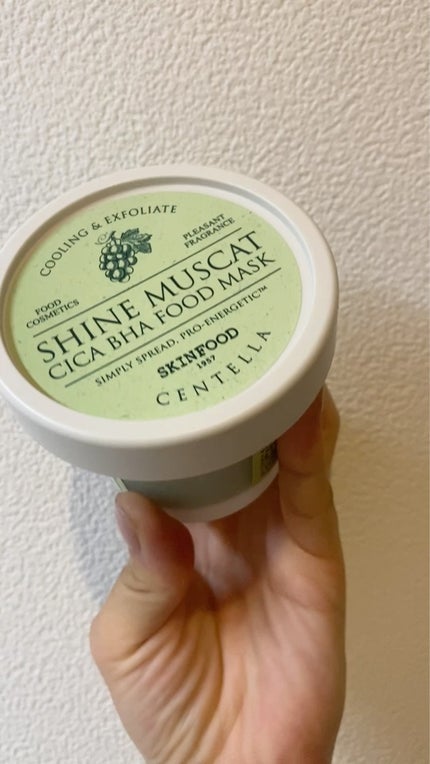 COOLING & EXFOLIATE
PLEASANT
FRAGRANCE
FOOD
COSMETICS
SHINE MUSCAT
CICA BHA FOOD MASK
SIMPLY SPREAD, PRO-ENERGETIC™
SKINFOOD
1957
CENTELLA